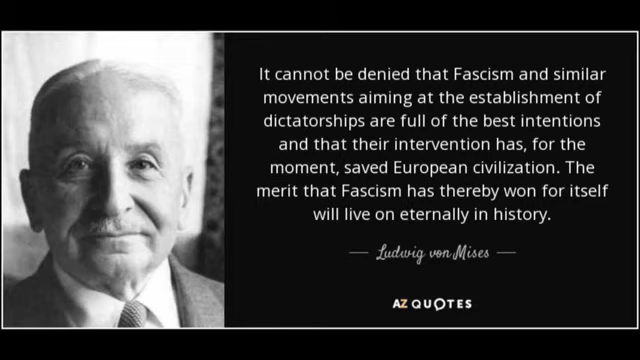 It cannot be denied that Fascism and similar
movements aiming at the establishment of
dictatorships are full of the best intentions
and that their intervention has, for the
moment, saved European civilization. The
merit that Fascism has thereby won for itself
will live on eternally in history.
Ludwig von Mises
AZ QUOTES